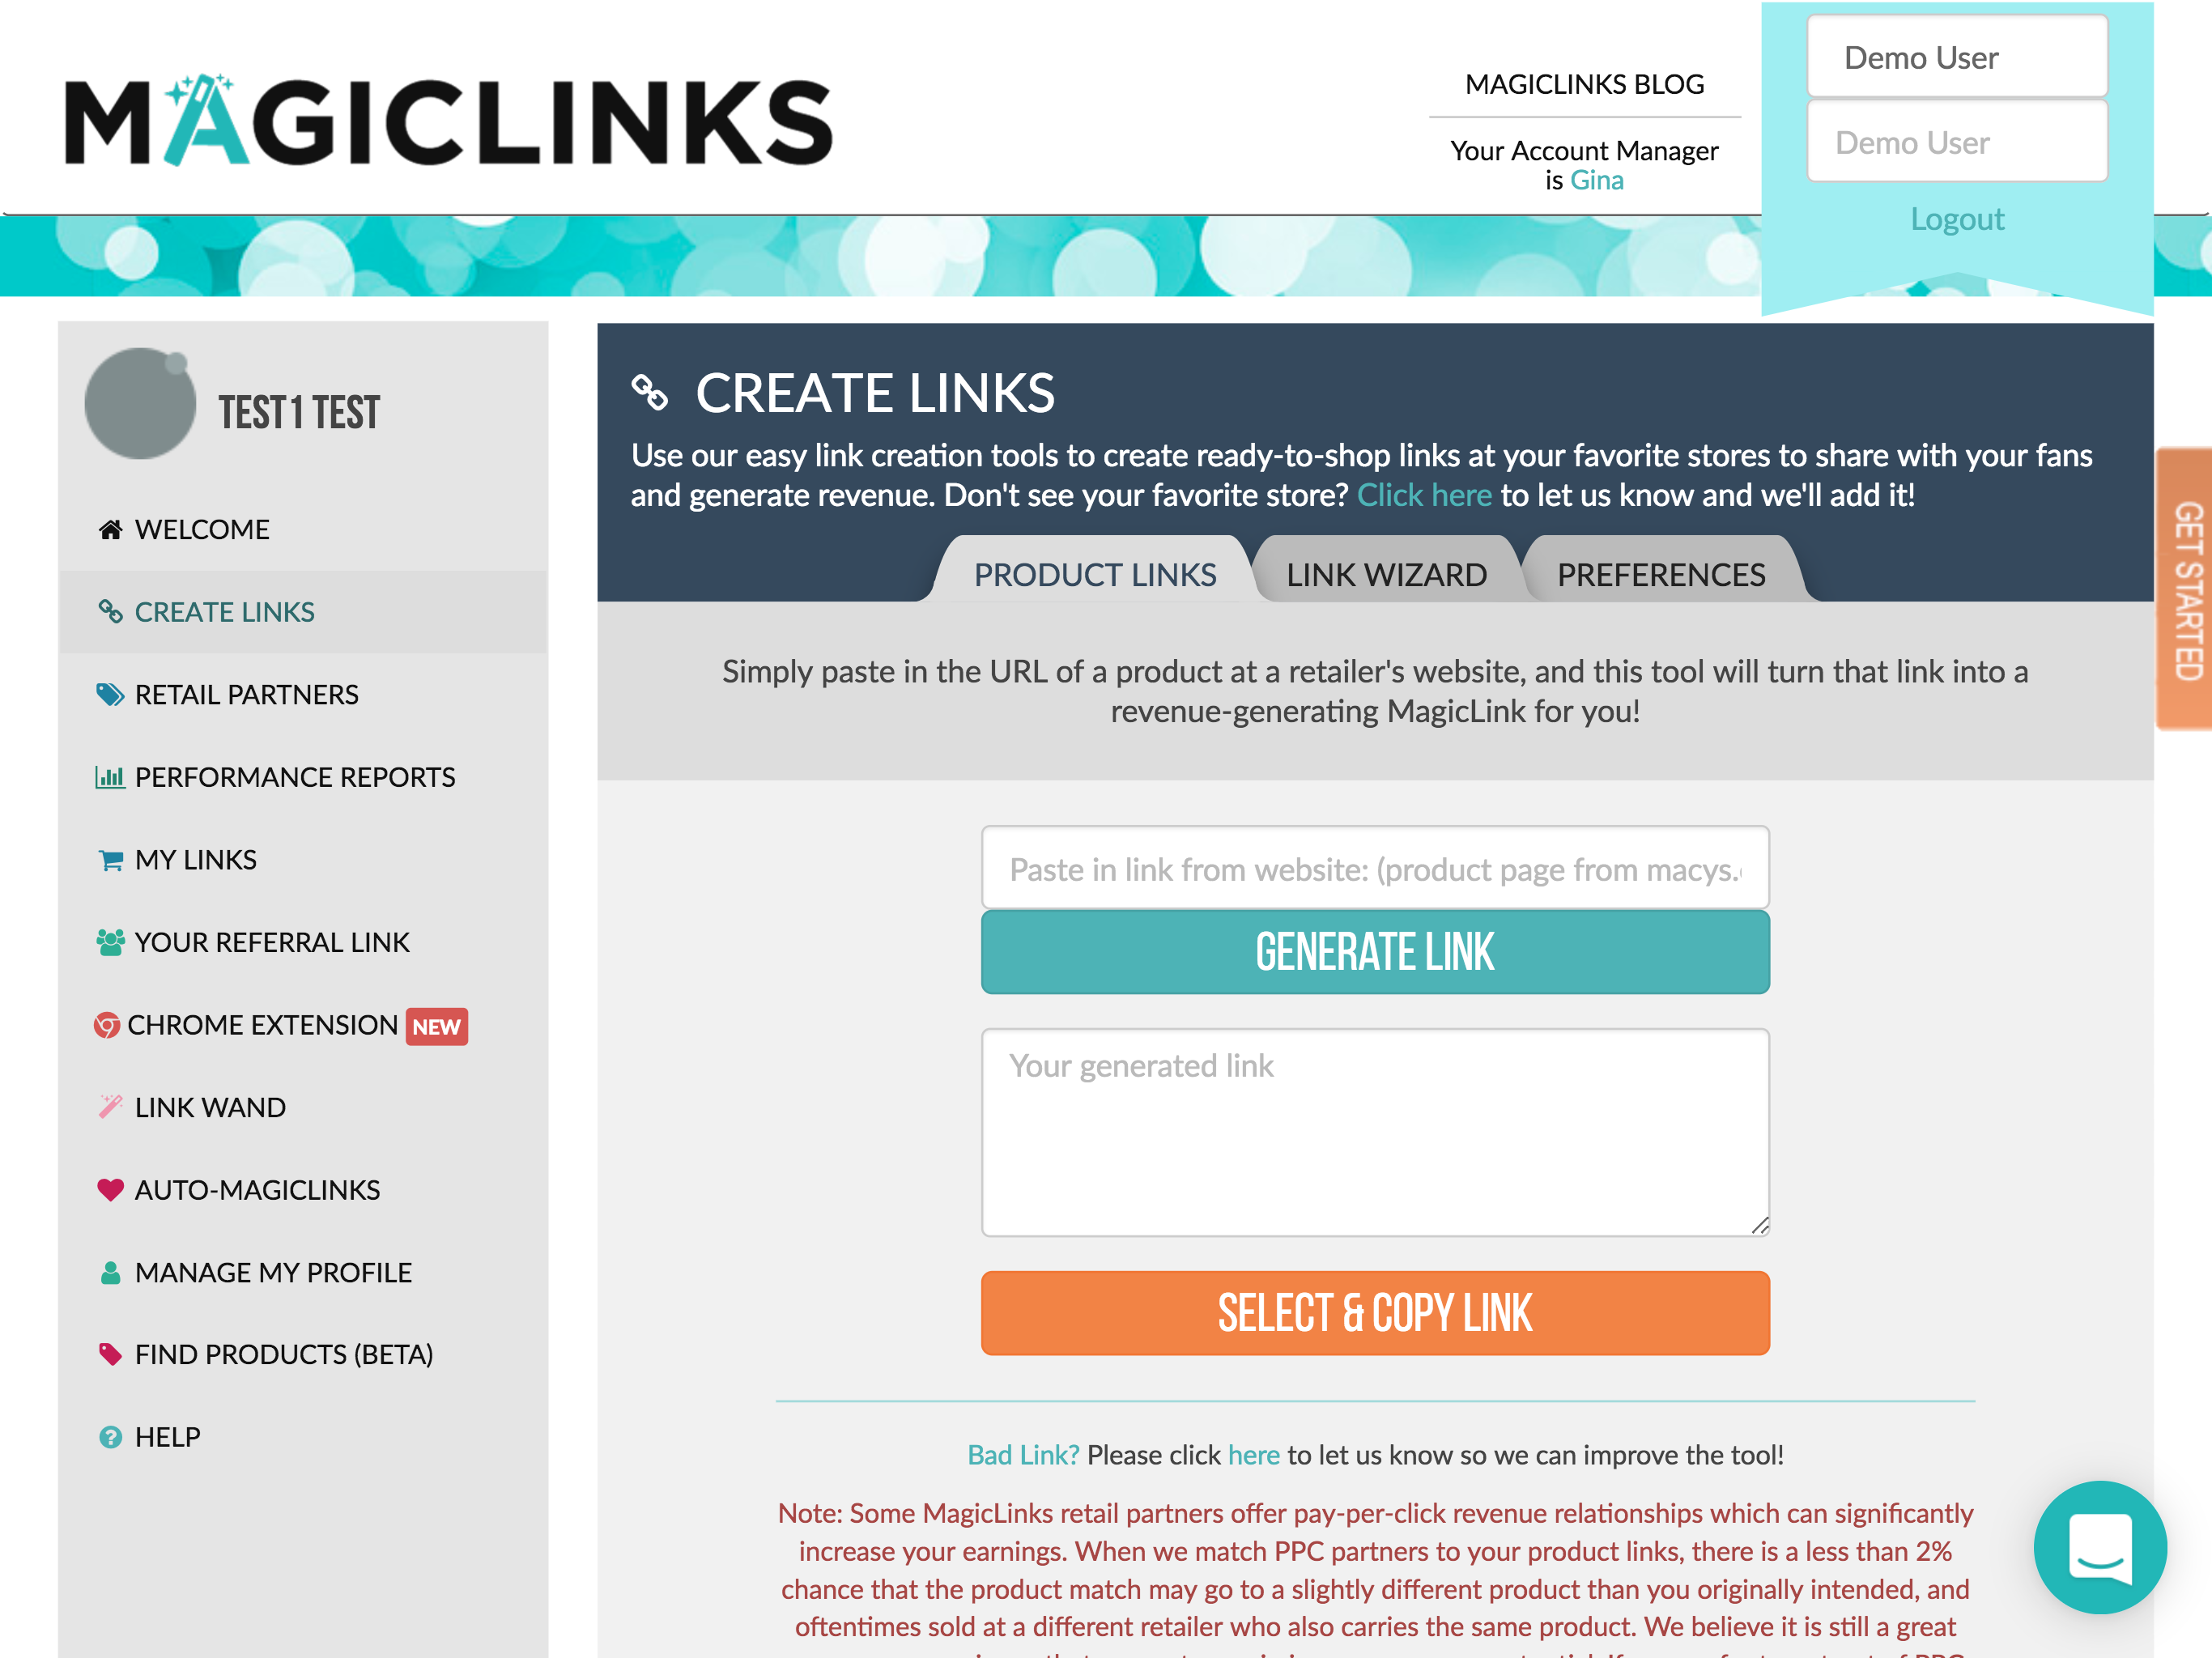 MAGICLINKS
MAGICLINKS BLOG
Your Account Manager
is Gina
Demo User
Demo User
Logout
TEST1 TEST
WELCOME
CREATE LINKS
RETAIL PARTNERS
PERFORMANCE REPORTS
MY LINKS
YOUR REFERRAL LINK
CHROME EXTENSION NEW
LINK WAND
AUTO-MAGICLINKS
MANAGE MY PROFILE
FIND PRODUCTS (BETA)
HELP
CREATE LINKS
Use our easy link creation tools to create ready-to-shop links at your favorite stores to share with your fans
and generate revenue. Don't see your favorite store? Click here to let us know and we'll add it!
PRODUCT LINKS
LINK WIZARD
PREFERENCES
GET STARTED
Simply paste in the URL of a product at a retailer's website, and this tool will turn that link into a
revenue-generating MagicLink for you!
Paste in link from website: (product page from macys.
GENERATE LINK
Your generated link
SELECT & COPY LINK
Bad Link? Please click here to let us know so we can improve the tool!
Note: Some MagicLinks retail partners offer pay-per-click revenue relationships which can significantly
increase your earnings. When we match PPC partners to your product links, there is a less than 2%
chance that the product match may go to a slightly different product than you originally intended, and
oftentimes sold at a different retailer who also carries the same product. We believe it is still a great